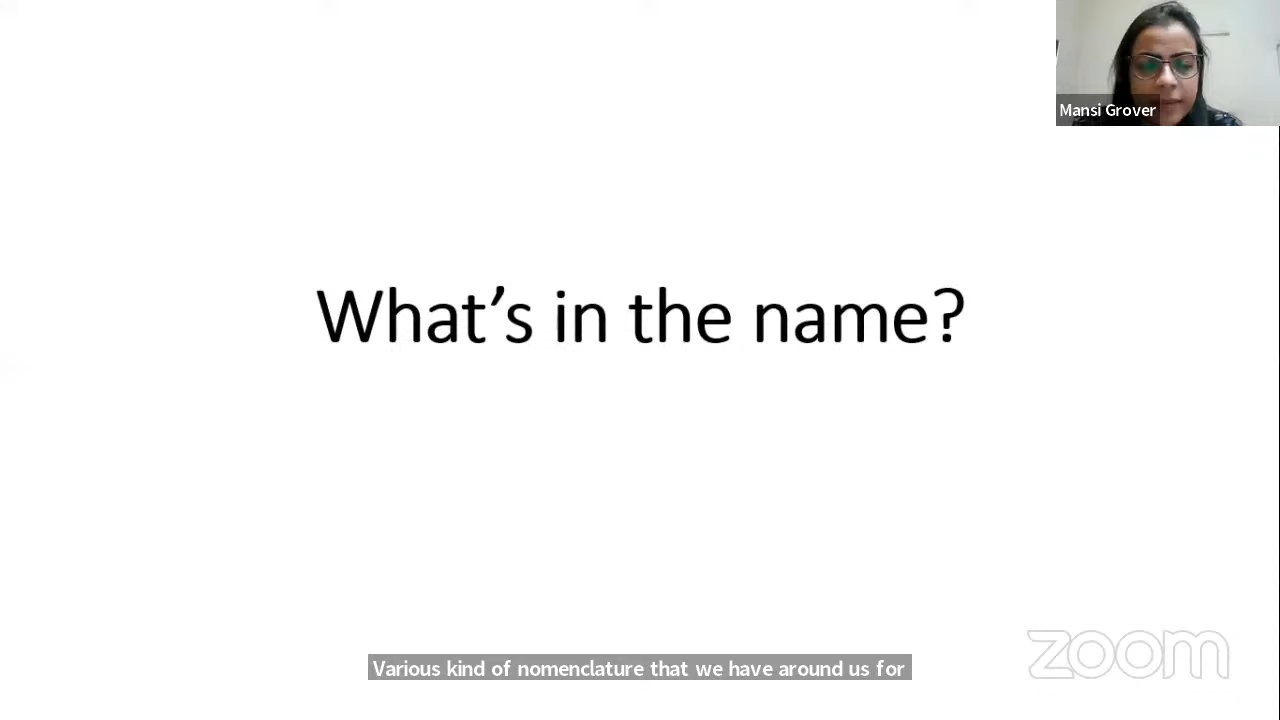 Mansi Grover
What's in the name?
Various kind of nomenclature that we have around us for
zoom